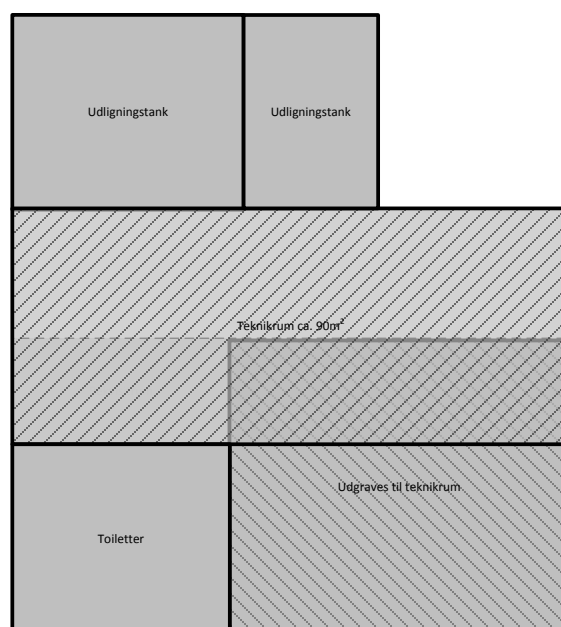 Udligningstank
Udligningstank
Teknikrum ca. 90m²
Udgraves til teknikrum
Toiletter